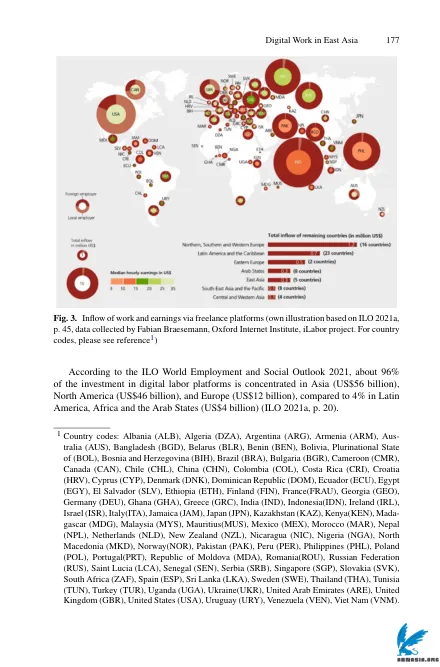 Digital Work in East Asia 177
CAN
USA
JPN
PHL
AUS
NZL
Foreign employer
Local employer
Total inflow
in million US$
Median hourly earnings in US$
5 10 15 20 25 35
Total inflow of remaining countries (in million US$)
Northern, Southern and Western Europe (16 countries)
Latin America and the Caribbean (23 countries)
Eastern Europe (2 countries)
Arab States (8 countries)
East Asia (5 countries)
South-East Asia and the Pacific (8 countries)
Central and Western Asia (4 countries)
Fig. 3. Inflow of work and earnings via freelance platforms (own illustration based on ILO 2021a,
p. 45, data collected by Fabian Braesemann, Oxford Internet Institute, iLabor project. For country
codes, please see reference1)
According to the ILO World Employment and Social Outlook 2021, about 96%
of the investment in digital labor platforms is concentrated in Asia (US$56 billion),
North America (US$46 billion), and Europe (US$12 billion), compared to 4% in Latin
America, Africa and the Arab States (US$4 billion) (ILO 2021a, p. 20).
1 Country codes: Albania (ALB), Algeria (DZA), Argentina (ARG), Armenia (ARM), Aus-
tralia (AUS), Bangladesh (BGD), Belarus (BLR), Benin (BEN), Bolivia, Plurinational State
of (BOL), Bosnia and Herzegovina (BIH), Brazil (BRA), Bulgaria (BGR), Cameroon (CMR),
Canada (CAN), Chile (CHL), China (CHN), Colombia (COL), Costa Rica (CRI), Croatia
(HRV), Cyprus (CYP), Denmark (DNK), Dominican Republic (DOM), Ecuador (ECU), Egypt
(EGY), El Salvador (SLV), Ethiopia (ETH), Finland (FIN), France(FRAU), Georgia (GEO),
Germany (DEU), Ghana (GHA), Greece (GRC), India (IND), Indonesia(IDN), Ireland (IRL),
Israel (ISR), Italy(ITA), Jamaica (JAM), Japan (JPN), Kazakhstan (KAZ), Kenya(KEN), Mada-
gascar (MDG), Malaysia (MYS), Mauritius(MUS), Mexico (MEX), Morocco (MAR), Nepal
(NPL), Netherlands (NLD), New Zealand (NZL), Nicaragua (NIC), Nigeria (NGA), North
Macedonia (MKD), Norway(NOR), Pakistan (PAK), Peru (PER), Philippines (PHL), Poland
(POL), Portugal(PRT), Republic of Moldova (MDA), Romania(ROU), Russian Federation
(RUS), Saint Lucia (LCA), Senegal (SEN), Serbia (SRB), Singapore (SGP), Slovakia (SVK),
South Africa (ZAF), Spain (ESP), Sri Lanka (LKA), Sweden (SWE), Thailand (THA), Tunisia
(TUN), Turkey (TUR), Uganda (UGA), Ukraine(UKR), United Arab Emirates (ARE), United
Kingdom (GBR), United States (USA), Uruguay (URY), Venezuela (VEN), Viet Nam (VNM).